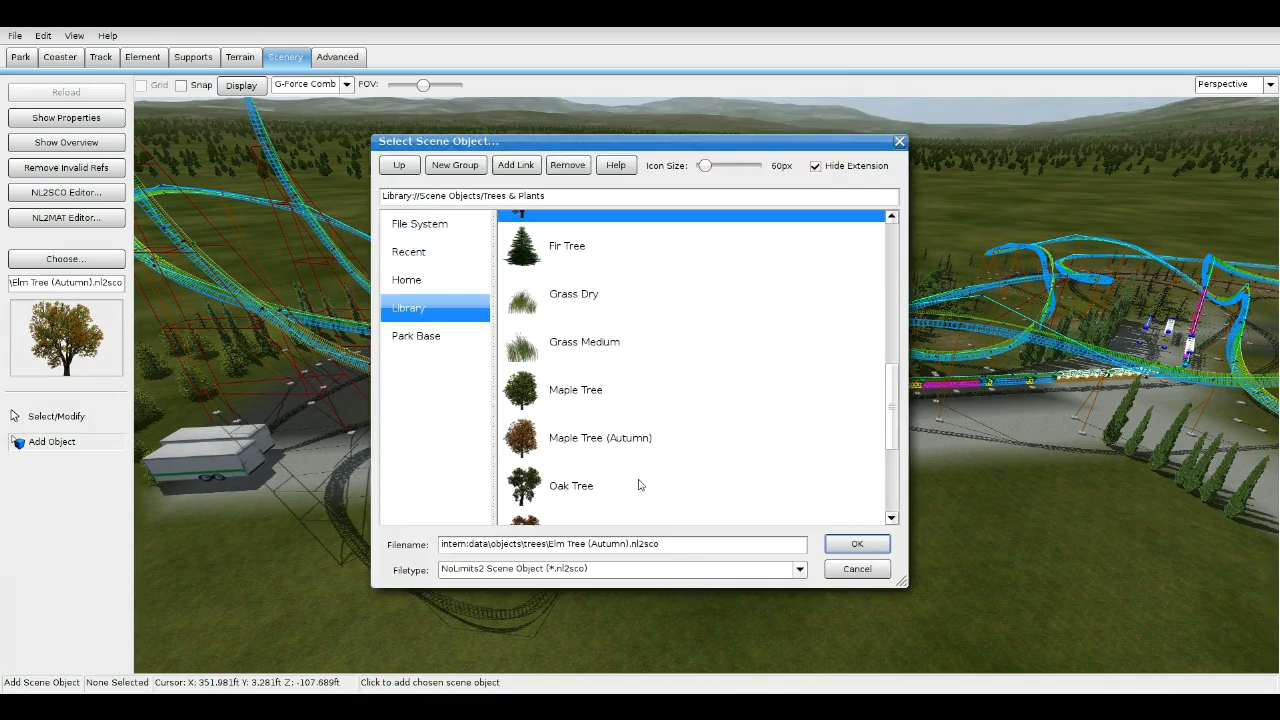 File Edit View Help
Park Coaster Track Element Supports Terrain Scenery Advanced
Reload
Grid Snap Display G-Force Comb FOV: Perspective
Show Properties
Show Overview
Remove Invalid Refs
NL2SCO Editor...
NL2MAT Editor...
Choose...
\Elm Tree (Autumn).nl2sco
Select/Modify
Add Object
Select Scene Object...
Up New Group Add Link Remove Help Icon Size: 60px Hide Extension
Library://Scene Objects/Trees & Plants
File System
Recent
Home
Library
Park Base
Fir Tree
Grass Dry
Grass Medium
Maple Tree
Maple Tree (Autumn)
Oak Tree
Filename: intern:data\objects\trees\Elm Tree (Autumn).nl2sco OK
Filetype: NoLimits2 Scene Object (*.nl2sco) Cancel
Add Scene Object None Selected Cursor: X: 351.981ft Y: 3.281ft Z: -107.689ft Click to add chosen scene object